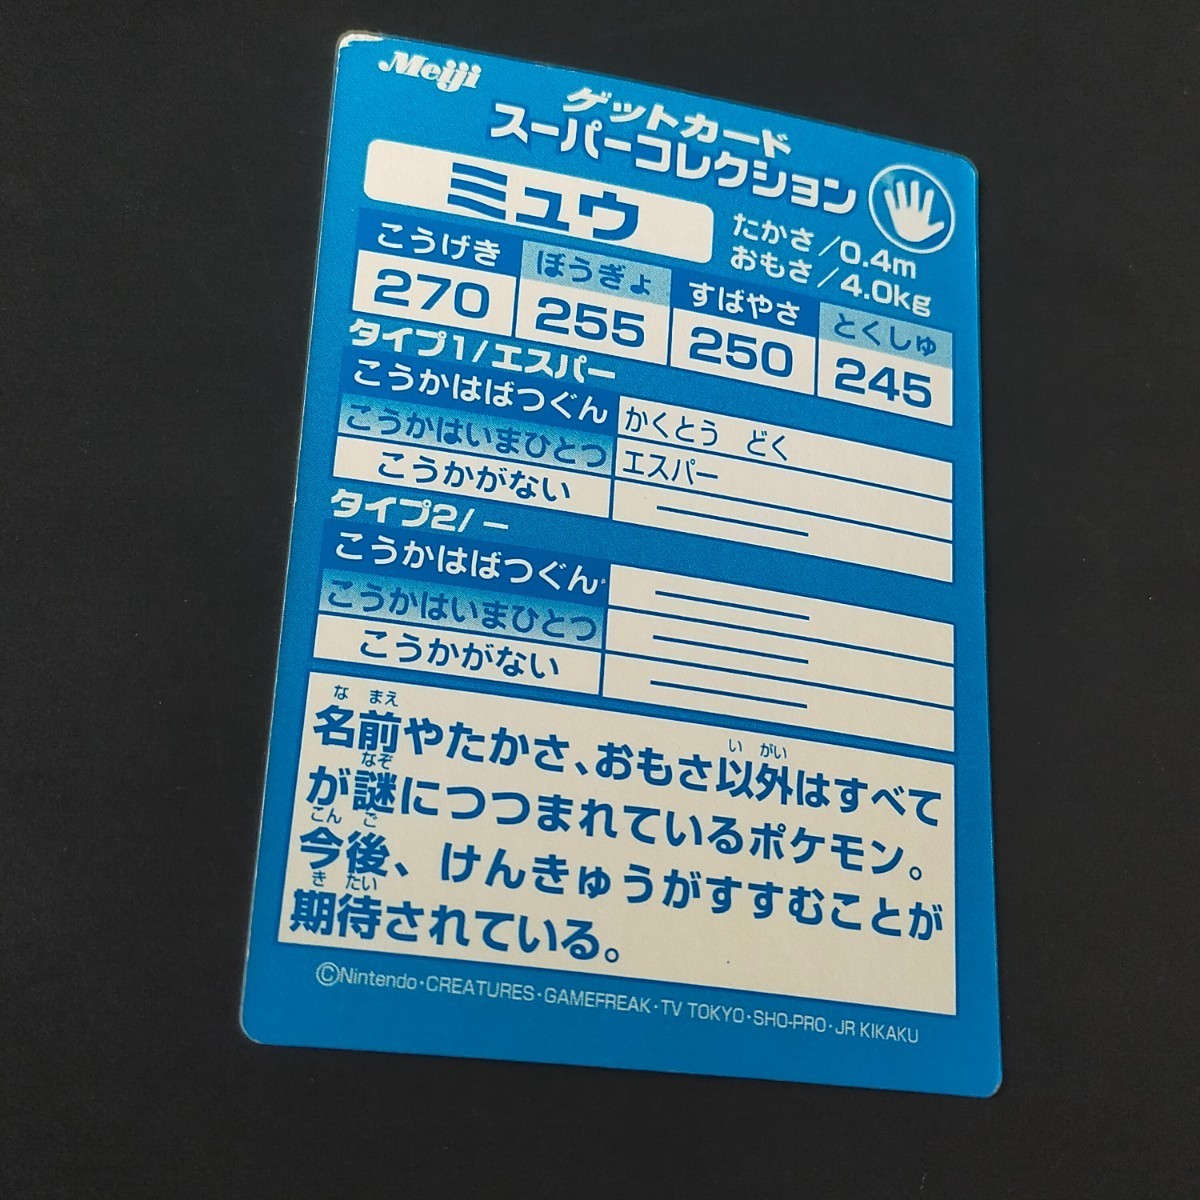 Meiji
ゲットカード
スーパーコレクション
ミュウ
たかさ/0.4m
おもさ/4.0kg
こうげき ぼうぎょ すばやさ とくしゅ
270 255 250 245
タイプ1/エスパー
こうかはばつぐん かくとう どく
こうかはいまひとつ エスパー
こうかがない ―
タイプ2/―
こうかはばつぐん ―
こうかはいまひとつ ―
こうかがない ―
な まえ い がい
名前やたかさ、おもさ以外はすべて
なぞ
が謎につつまれているポケモン。
こん ご
今後、けんきゅうがすすむことが
き たい
期待されている。
©Nintendo・CREATURES・GAMEFREAK・TV TOKYO・SHO-PRO・JR KIKAKU